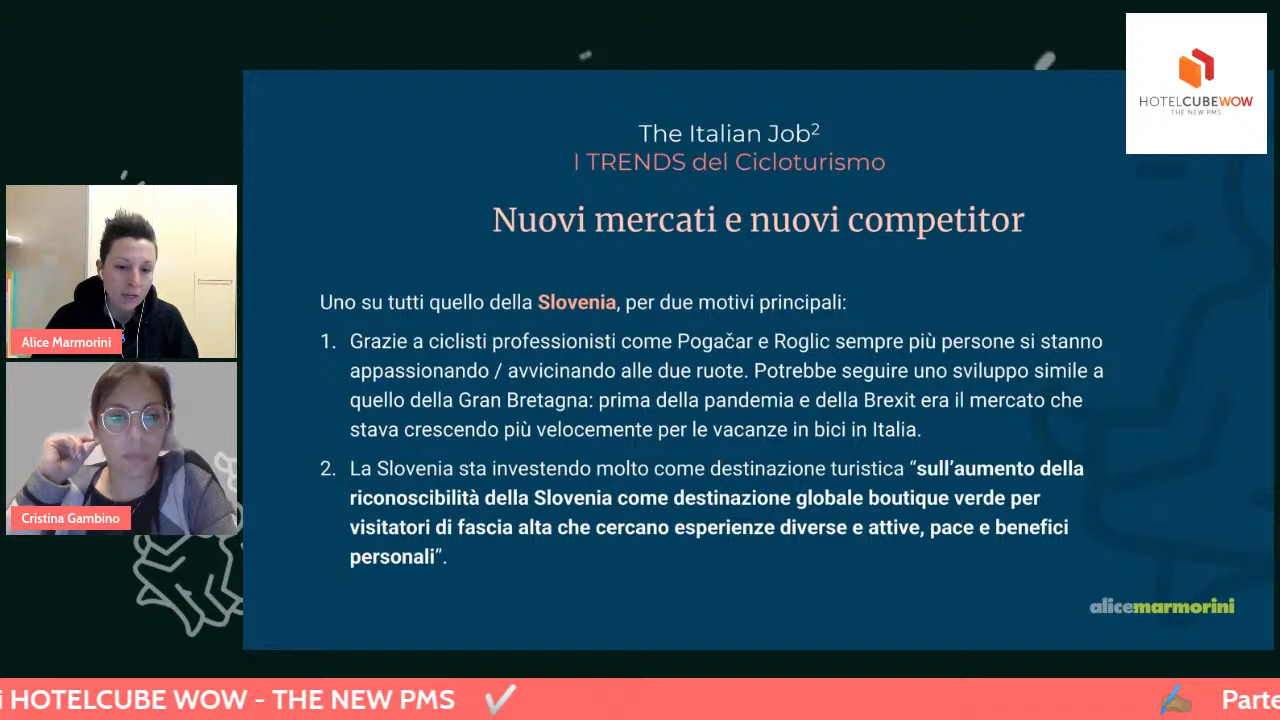 HOTELCUBEWOW
THE NEW PMS
The Italian Job²
I TRENDS del Cicloturismo
Nuovi mercati e nuovi competitor
Uno su tutti quello della Slovenia, per due motivi principali:
1. Grazie a ciclisti professionisti come Pogačar e Roglic sempre più persone si stanno
appassionando / avvicinando alle due ruote. Potrebbe seguire uno sviluppo simile a
quello della Gran Bretagna: prima della pandemia e della Brexit era il mercato che
stava crescendo più velocemente per le vacanze in bici in Italia.
2. La Slovenia sta investendo molto come destinazione turistica “sull’aumento della
riconoscibilità della Slovenia come destinazione globale boutique verde per
visitatori di fascia alta che cercano esperienze diverse e attive, pace e benefici
personali”.
alicemarmorini
Alice Marmorini
Cristina Gambino
i HOTELCUBE WOW - THE NEW PMS ✔️ ✍🏽 Parte